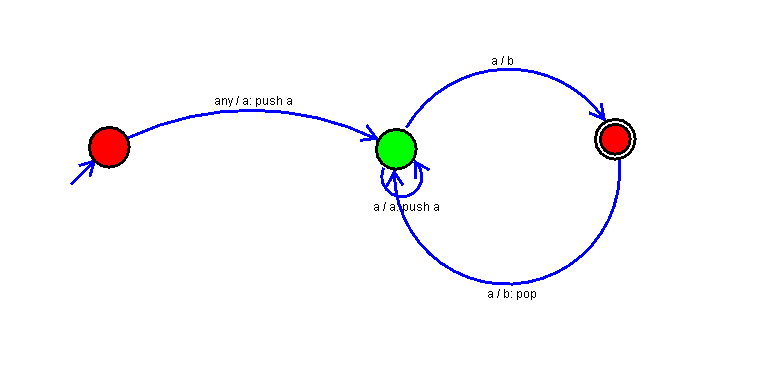 a / b
any / a: push a
a / a: push a
a / b: pop